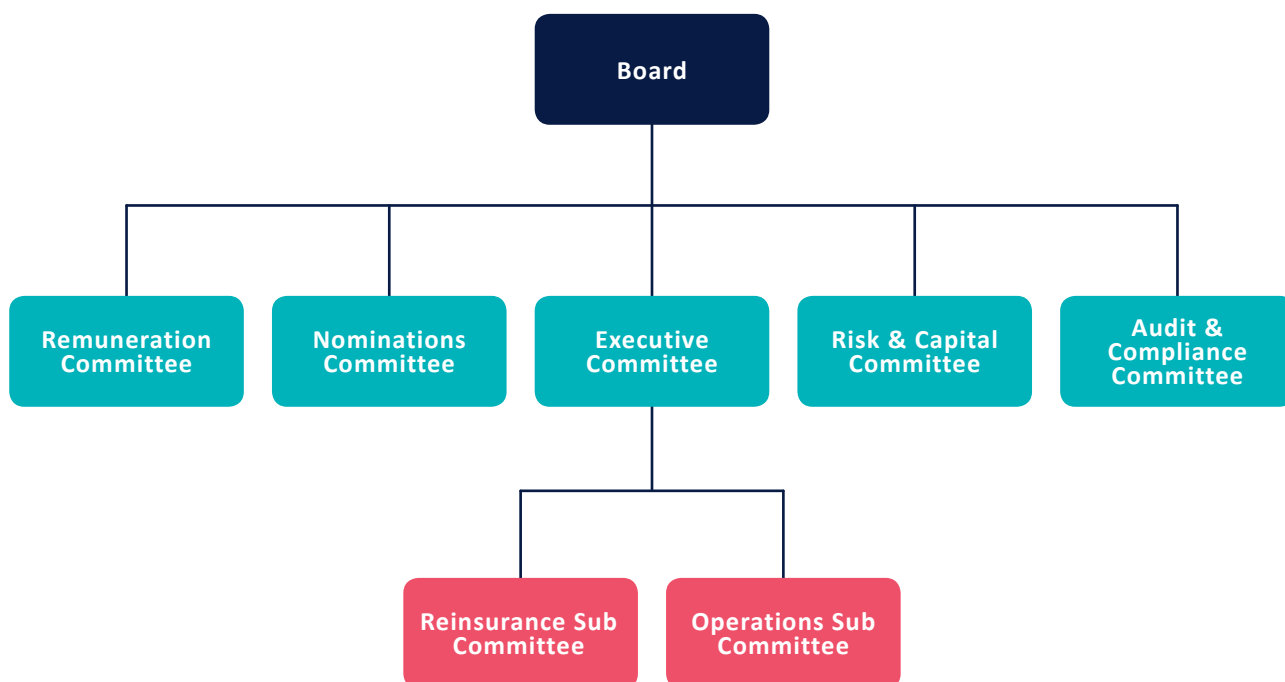 Board
Remuneration
Committee
Nominations
Committee
Executive
Committee
Risk & Capital
Committee
Audit &
Compliance
Committee
Reinsurance Sub
Committee
Operations Sub
Committee